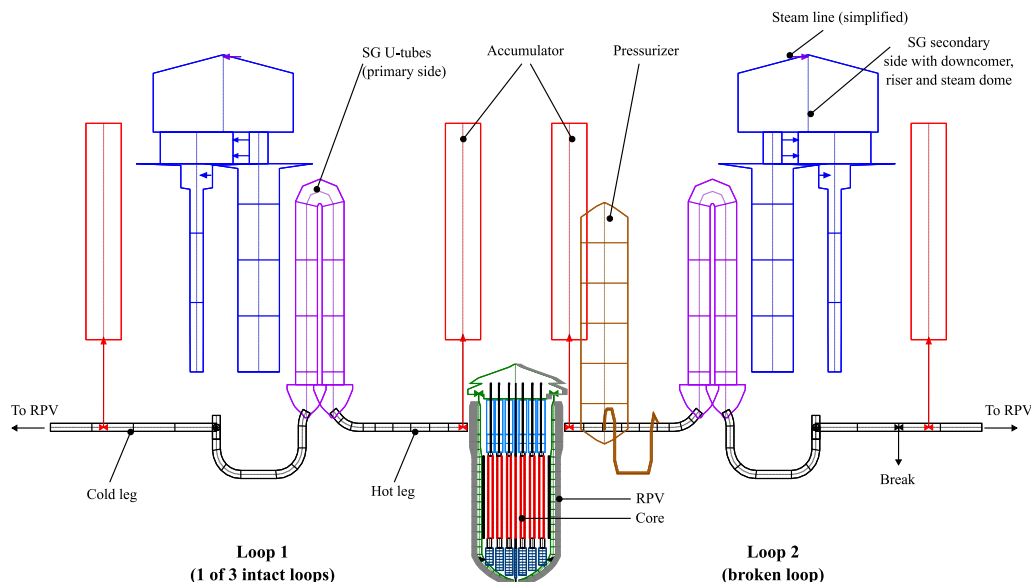 Steam line (simplified)
SG U-tubes
(primary side)
Accumulator
Pressurizer
SG secondary
side with downcomer,
riser and steam dome
To RPV
To RPV
Cold leg
Hot leg
RPV
Core
Break
Loop 1
(1 of 3 intact loops)
Loop 2
(broken loop)